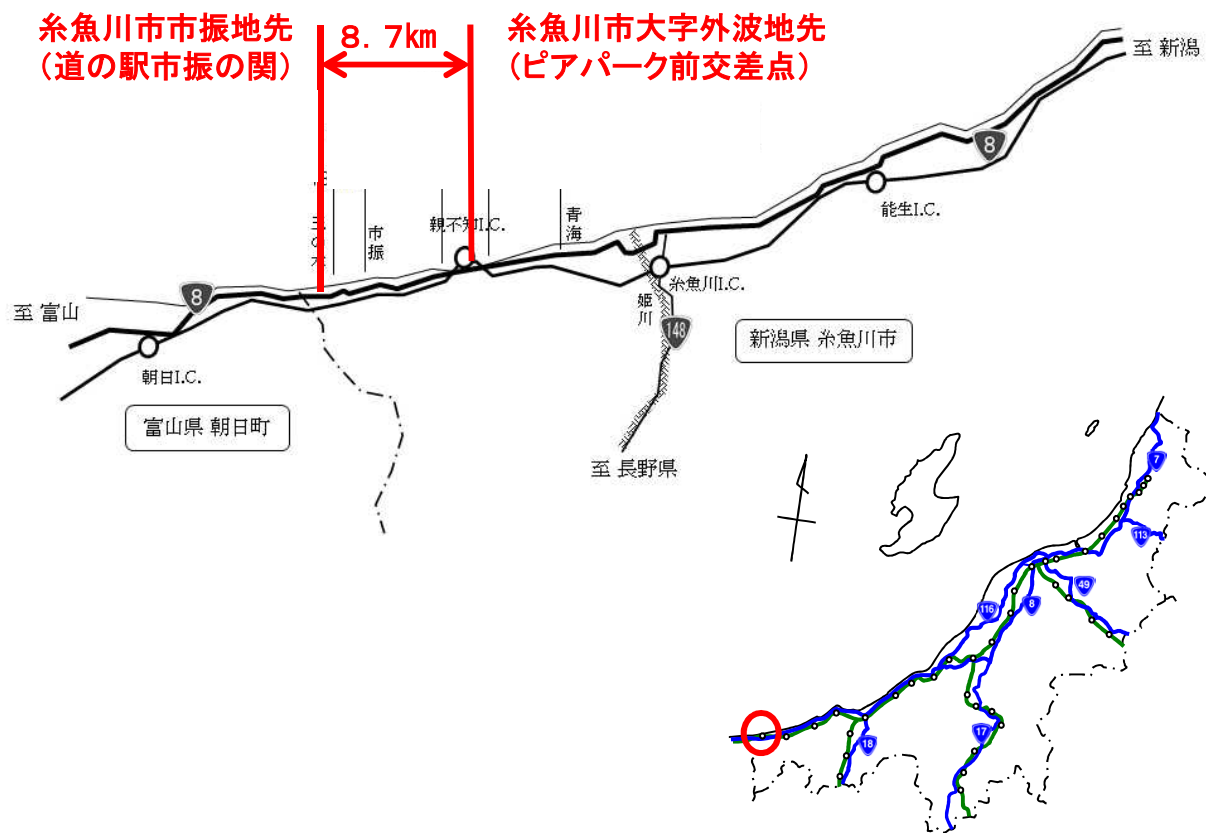 糸魚川市市振地先
(道の駅市振の関)
8.7km
糸魚川市大字外波地先
(ピアパーク前交差点)
至 新潟
8
能生I.C.
青海
親不知I.C.
市振
糸魚川I.C.
姫川
148
新潟県 糸魚川市
至 富山
8
朝日I.C.
富山県 朝日町
至 長野県
7
113
49
116
8
18
17